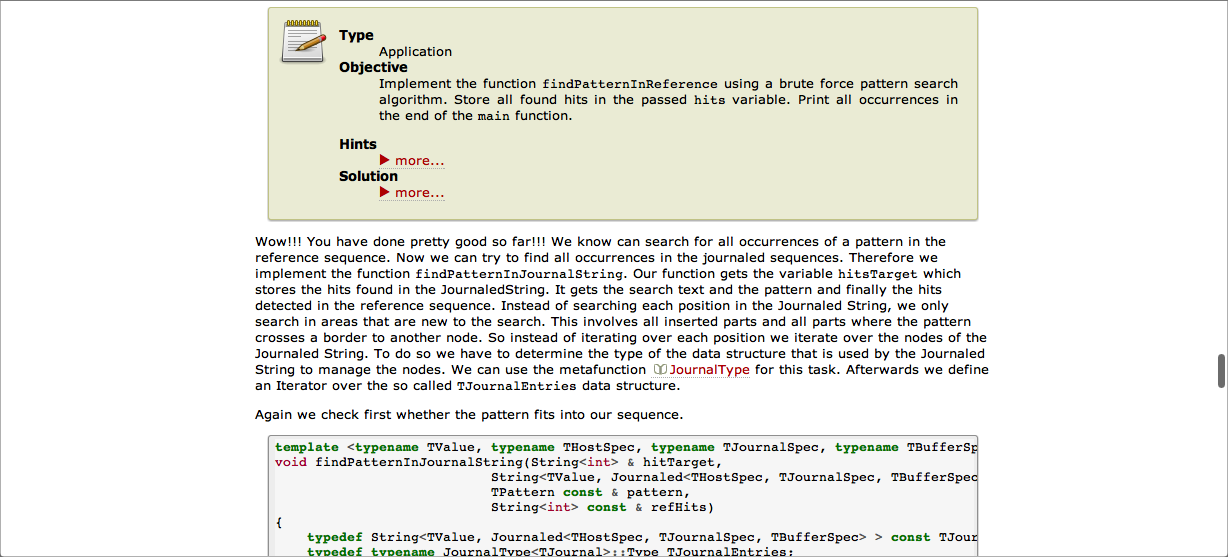 Type
Application
Objective
Implement the function findPatternInReference using a brute force pattern search
algorithm. Store all found hits in the passed hits variable. Print all occurrences in
the end of the main function.
Hints
more...
Solution
more...
Wow!!! You have done pretty good so far!!! We know can search for all occurrences of a pattern in the
reference sequence. Now we can try to find all occurrences in the journaled sequences. Therefore we
implement the function findPatternInJournalString. Our function gets the variable hitsTarget which
stores the hits found in the JournaledString. It gets the search text and the pattern and finally the hits
detected in the reference sequence. Instead of searching each position in the Journaled String, we only
search in areas that are new to the search. This involves all inserted parts and all parts where the pattern
crosses a border to another node. So instead of iterating over each position we iterate over the nodes of the
Journaled String. To do so we have to determine the type of the data structure that is used by the Journaled
String to manage the nodes. We can use the metafunction JournalType for this task. Afterwards we define
an Iterator over the so called TJournalEntries data structure.
Again we check first whether the pattern fits into our sequence.
template <typename TValue, typename THostSpec, typename TJournalSpec, typename TBufferSp
void findPatternInJournalString(String<int> & hitTarget,
String<TValue, Journaled<THostSpec, TJournalSpec, TBufferSpec
TPattern const & pattern,
String<int> const & refHits)
{
typedef String<TValue, Journaled<THostSpec, TJournalSpec, TBufferSpec> > const TJour
typedef typename JournalType<TJournal>::Type TJournalEntries;